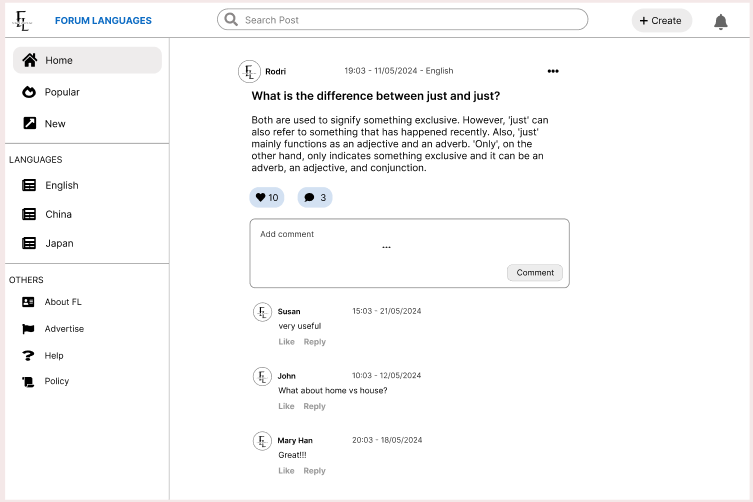 FL
FORUM LANGUAGES
Search Post
+ Create
Home
Popular
New
LANGUAGES
English
China
Japan
OTHERS
About FL
Advertise
Help
Policy
FL
Rodri
19:03 - 11/05/2024 - English
What is the difference between just and just?
Both are used to signify something exclusive. However, 'just' can
also refer to something that has happened recently. Also, 'just'
mainly functions as an adjective and an adverb. 'Only', on the
other hand, only indicates something exclusive and it can be an
adverb, an adjective, and conjunction.
10
3
Add comment
...
Comment
FL
Susan
15:03 - 21/05/2024
very useful
Like Reply
FL
John
10:03 - 12/05/2024
What about home vs house?
Like Reply
FL
Mary Han
20:03 - 18/05/2024
Great!!!
Like Reply